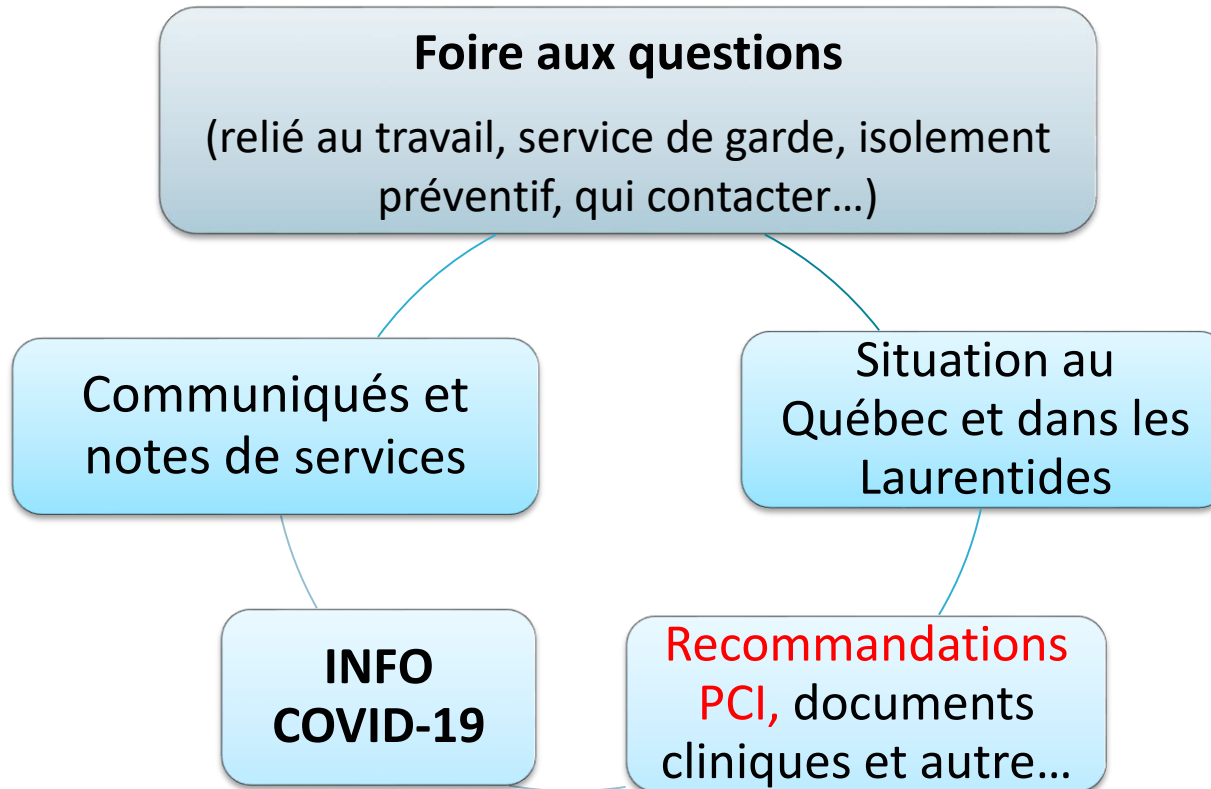 Foire aux questions
(relié au travail, service de garde, isolement
préventif, qui contacter…)
Communiqués et
notes de services
Situation au
Québec et dans les
Laurentides
INFO
COVID-19
Recommandations
PCI, documents
cliniques et autre…